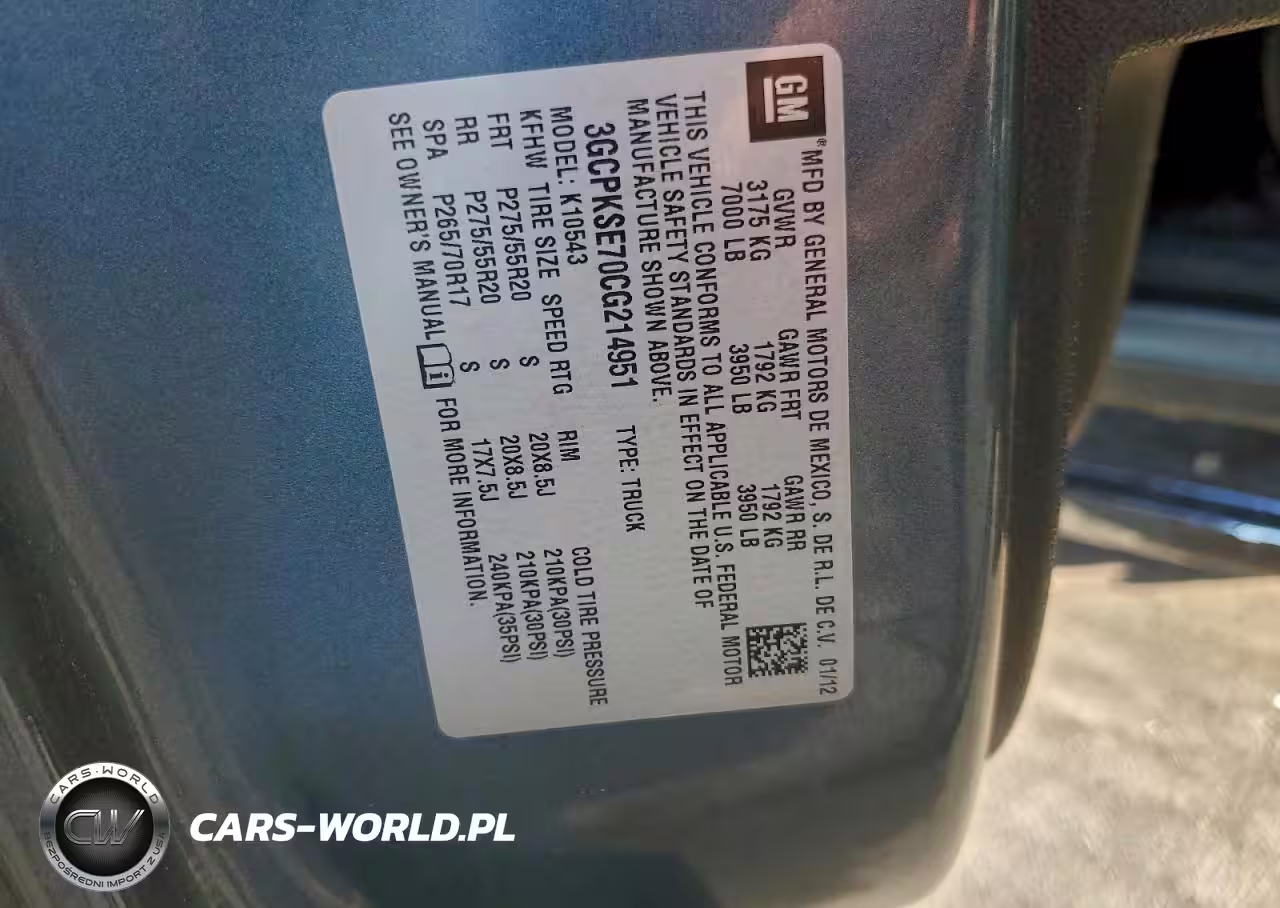 GM
® MFD BY GENERAL MOTORS DE MEXICO, S. DE R.L. DE C.V. 01/12
GVWR GAWR FRT GAWR RR
3175 KG 1792 KG 1792 KG
7000 LB 3950 LB 3950 LB
THIS VEHICLE CONFORMS TO ALL APPLICABLE U.S. FEDERAL MOTOR
VEHICLE SAFETY STANDARDS IN EFFECT ON THE DATE OF
MANUFACTURE SHOWN ABOVE.
3GCPKSE70CG214951 TYPE: TRUCK
MODEL: K10543
KFHW TIRE SIZE SPEED RTG RIM COLD TIRE PRESSURE
FRT P275/55R20 S 20X8.5J 210KPA(30PSI)
RR P275/55R20 S 20X8.5J 210KPA(30PSI)
SPA P265/70R17 S 17X7.5J 240KPA(35PSI)
SEE OWNER'S MANUAL i FOR MORE INFORMATION.
CARS-WORLD
CW
BEZPOŚREDNI IMPORT Z USA
CARS-WORLD.PL